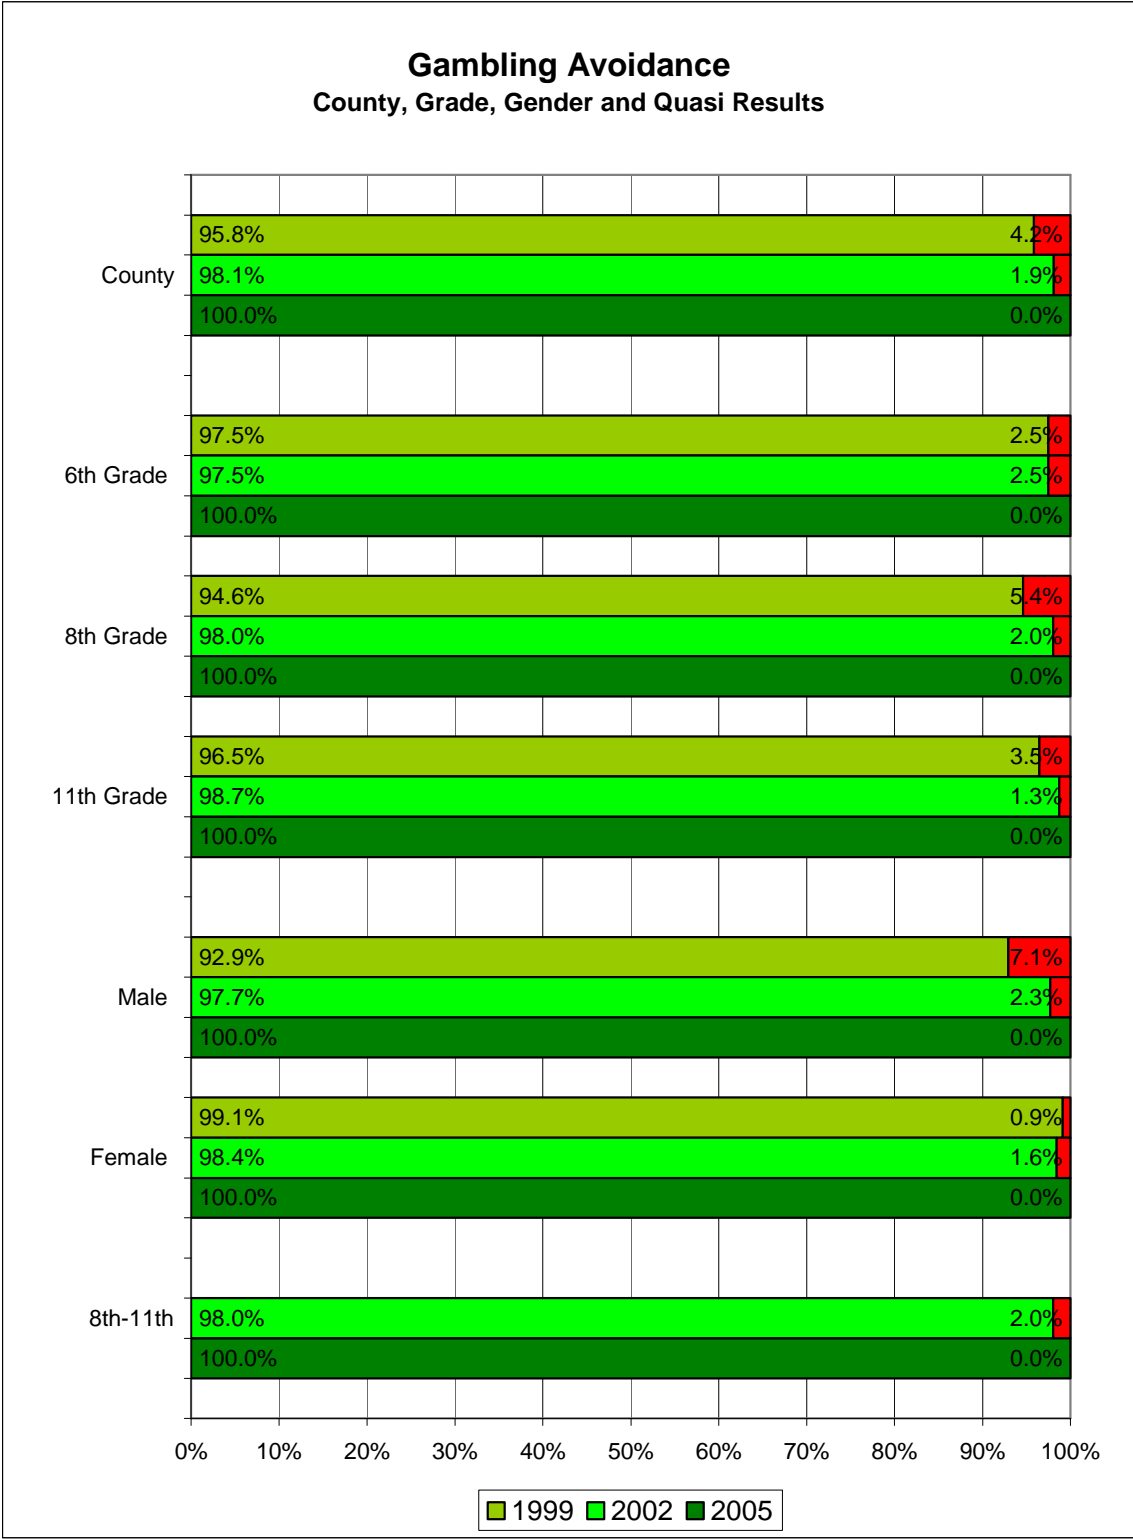 Gambling Avoidance
County, Grade, Gender and Quasi Results
95.8% 4.2%
County 98.1% 1.9%
100.0% 0.0%
97.5% 2.5%
6th Grade 97.5% 2.5%
100.0% 0.0%
94.6% 5.4%
8th Grade 98.0% 2.0%
100.0% 0.0%
96.5% 3.5%
11th Grade 98.7% 1.3%
100.0% 0.0%
92.9% 7.1%
Male 97.7% 2.3%
100.0% 0.0%
99.1% 0.9%
Female 98.4% 1.6%
100.0% 0.0%
8th-11th 98.0% 2.0%
100.0% 0.0%
0% 10% 20% 30% 40% 50% 60% 70% 80% 90% 100%
1999 2002 2005